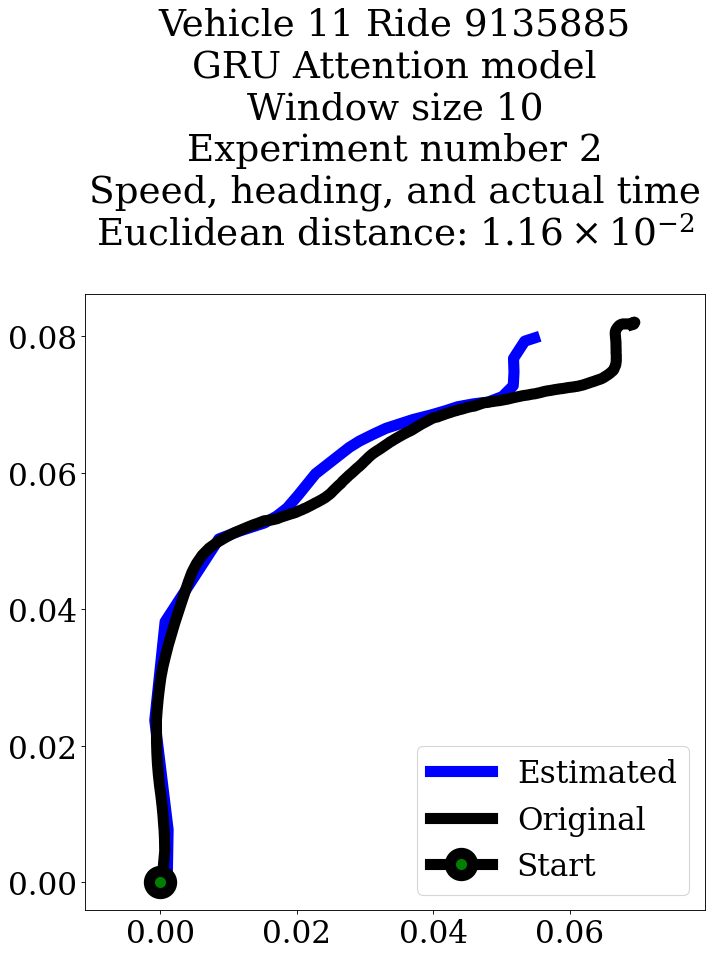 Vehicle 11 Ride 9135885
GRU Attention model
Window size 10
Experiment number 2
Speed, heading, and actual time
Euclidean distance: 1.16 × 10⁻²
0.08
0.06
0.04
0.02
0.00
0.00 0.02 0.04 0.06
Estimated
Original
Start